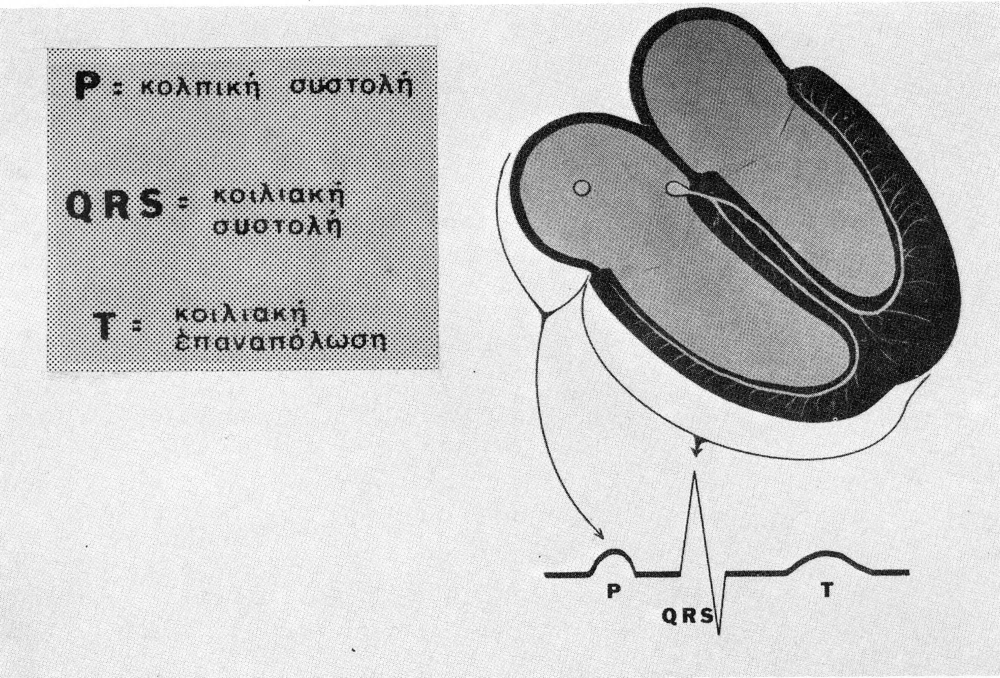 P = κολπική συστολή
QRS = κοιλιακή
συστολή
T = κοιλιακή
ἐπαναπόλωση
P
T
QRS